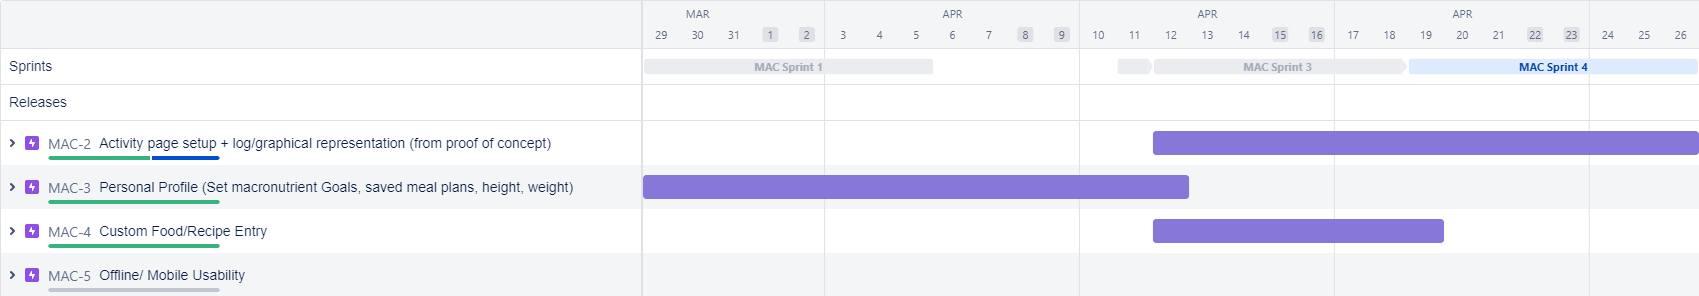 MAR APR APR APR
29 30 31 1 2 3 4 5 6 7 8 9 10 11 12 13 14 15 16 17 18 19 20 21 22 23 24 25 26
Sprints MAC Sprint 1 MAC Sprint 3 MAC Sprint 4
Releases
MAC-2 Activity page setup + log/graphical representation (from proof of concept)
MAC-3 Personal Profile (Set macronutrient Goals, saved meal plans, height, weight)
MAC-4 Custom Food/Recipe Entry
MAC-5 Offline/ Mobile Usability